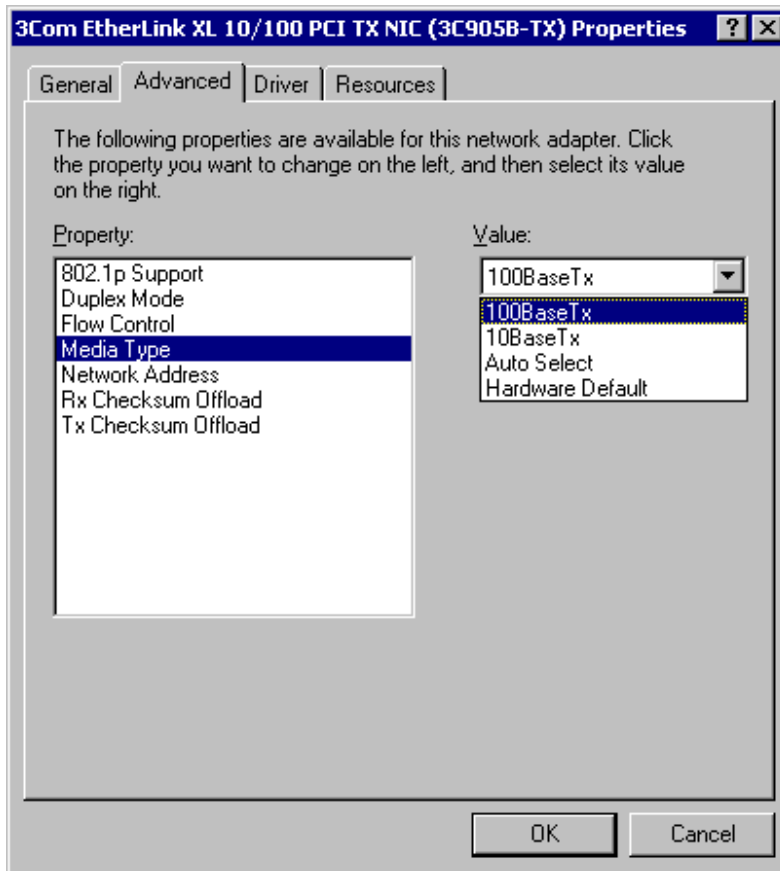 3Com EtherLink XL 10/100 PCI TX NIC (3C905B-TX) Properties
General Advanced Driver Resources
The following properties are available for this network adapter. Click
the property you want to change on the left, and then select its value
on the right.
Property:
802.1p Support
Duplex Mode
Flow Control
Media Type
Network Address
Rx Checksum Offload
Tx Checksum Offload
Value:
100BaseTx
100BaseTx
10BaseTx
Auto Select
Hardware Default
OK Cancel